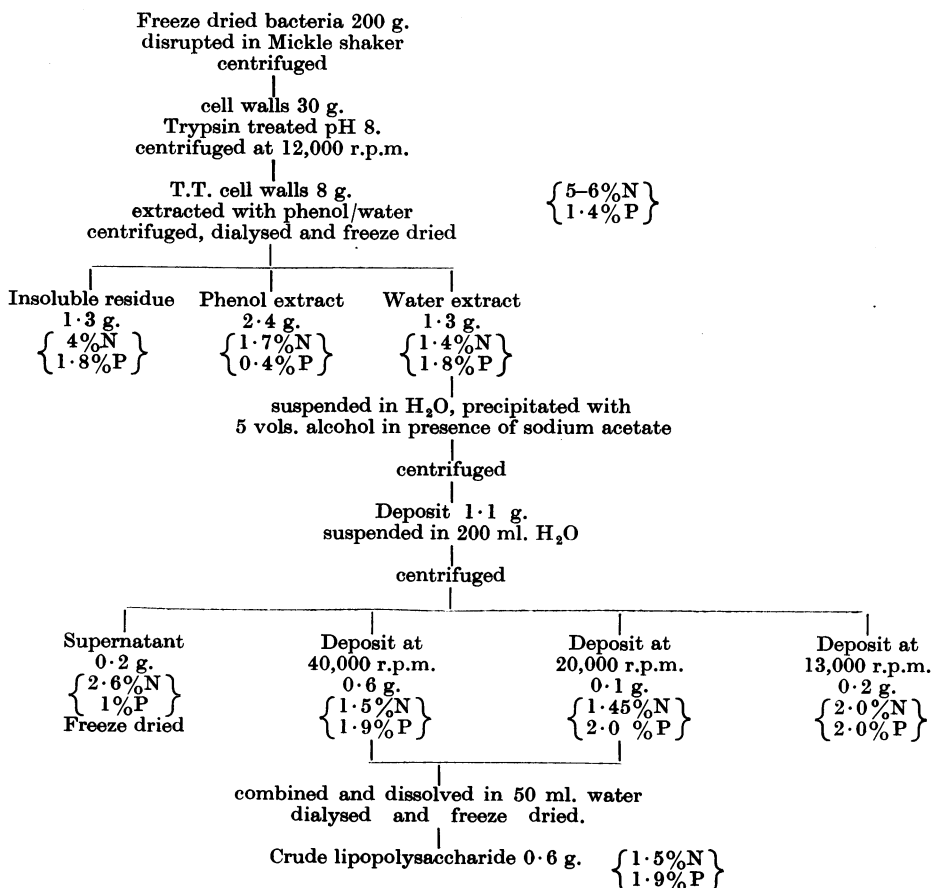 Freeze dried bacteria 200 g.
disrupted in Mickle shaker
centrifuged
cell walls 30 g.
Trypsin treated pH 8.
centrifuged at 12,000 r.p.m.
T.T. cell walls 8 g.
extracted with phenol/water
centrifuged, dialysed and freeze dried
5–6%N
1·4%P
Insoluble residue
1·3 g.
4%N
1·8%P
Phenol extract
2·4 g.
1·7%N
0·4%P
Water extract
1·3 g.
1·4%N
1·8%P
suspended in H₂O, precipitated with
5 vols. alcohol in presence of sodium acetate
centrifuged
Deposit 1·1 g.
suspended in 200 ml. H₂O
centrifuged
Supernatant
0·2 g.
2·6%N
1%P
Freeze dried
Deposit at
40,000 r.p.m.
0·6 g.
1·5%N
1·9%P
Deposit at
20,000 r.p.m.
0·1 g.
1·45%N
2·0 %P
Deposit at
13,000 r.p.m.
0·2 g.
2·0%N
2·0%P
combined and dissolved in 50 ml. water
dialysed and freeze dried.
Crude lipopolysaccharide 0·6 g.
1·5%N
1·9%P